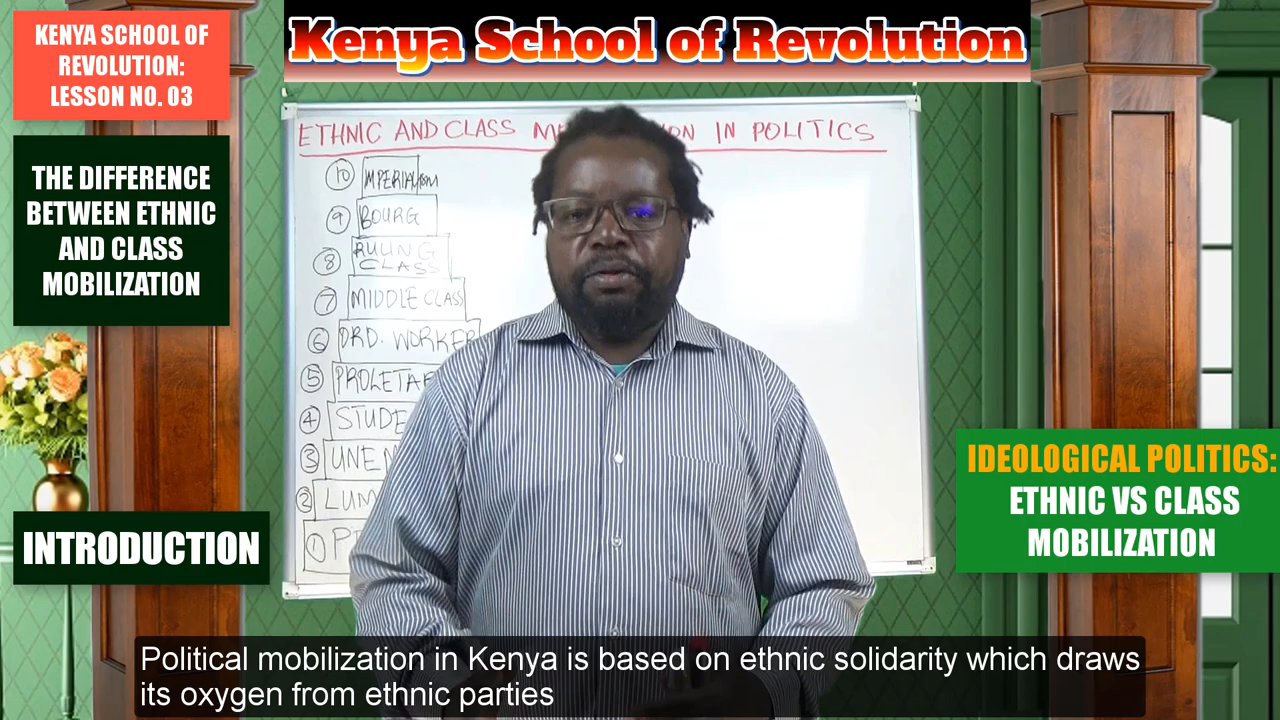 KENYA SCHOOL OF
REVOLUTION:
LESSON NO. 03
Kenya School of Revolution
THE DIFFERENCE
BETWEEN ETHNIC
AND CLASS
MOBILIZATION
ETHNIC AND CLASS IN POLITICS
10
9 BOURG
8 RULING
CLASS
7 MIDDLE CLASS
6 ORD. WORKER
5 PROLETAR
4 STUDE
3 UNEM
2 LUM
1 P
IDEOLOGICAL POLITICS:
ETHNIC VS CLASS
MOBILIZATION
INTRODUCTION
Political mobilization in Kenya is based on ethnic solidarity which draws
its oxygen from ethnic parties